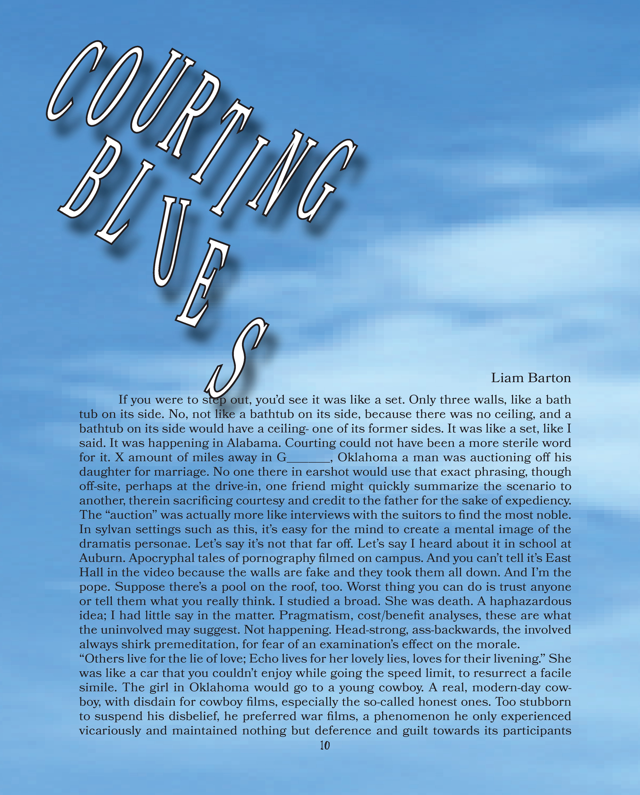 COURTING
BLUES
Liam Barton
If you were to step out, you’d see it was like a set. Only three walls, like a bath
tub on its side. No, not like a bathtub on its side, because there was no ceiling, and a
bathtub on its side would have a ceiling- one of its former sides. It was like a set, like I
said. It was happening in Alabama. Courting could not have been a more sterile word
for it. X amount of miles away in G_______, Oklahoma a man was auctioning off his
daughter for marriage. No one there in earshot would use that exact phrasing, though
off-site, perhaps at the drive-in, one friend might quickly summarize the scenario to
another, therein sacrificing courtesy and credit to the father for the sake of expediency.
The “auction” was actually more like interviews with the suitors to find the most noble.
In sylvan settings such as this, it’s easy for the mind to create a mental image of the
dramatis personae. Let’s say it’s not that far off. Let’s say I heard about it in school at
Auburn. Apocryphal tales of pornography filmed on campus. And you can’t tell it’s East
Hall in the video because the walls are fake and they took them all down. And I’m the
pope. Suppose there’s a pool on the roof, too. Worst thing you can do is trust anyone
or tell them what you really think. I studied a broad. She was death. A haphazardous
idea; I had little say in the matter. Pragmatism, cost/benefit analyses, these are what
the uninvolved may suggest. Not happening. Head-strong, ass-backwards, the involved
always shirk premeditation, for fear of an examination’s effect on the morale.
“Others live for the lie of love; Echo lives for her lovely lies, loves for their livening.” She
was like a car that you couldn’t enjoy while going the speed limit, to resurrect a facile
simile. The girl in Oklahoma would go to a young cowboy. A real, modern-day cow-
boy, with disdain for cowboy films, especially the so-called honest ones. Too stubborn
to suspend his disbelief, he preferred war films, a phenomenon he only experienced
vicariously and maintained nothing but deference and guilt towards its participants
10